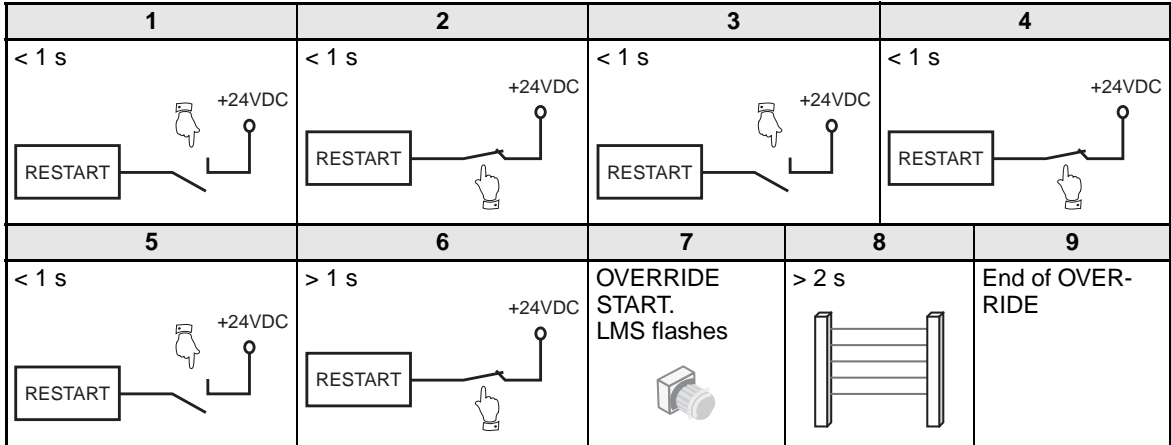 1
2
3
4
< 1 s
+24VDC
RESTART
< 1 s
+24VDC
RESTART
< 1 s
+24VDC
RESTART
< 1 s
+24VDC
RESTART
5
6
7
8
9
< 1 s
+24VDC
RESTART
> 1 s
+24VDC
RESTART
OVERRIDE
START.
LMS flashes
> 2 s
End of OVER-
RIDE